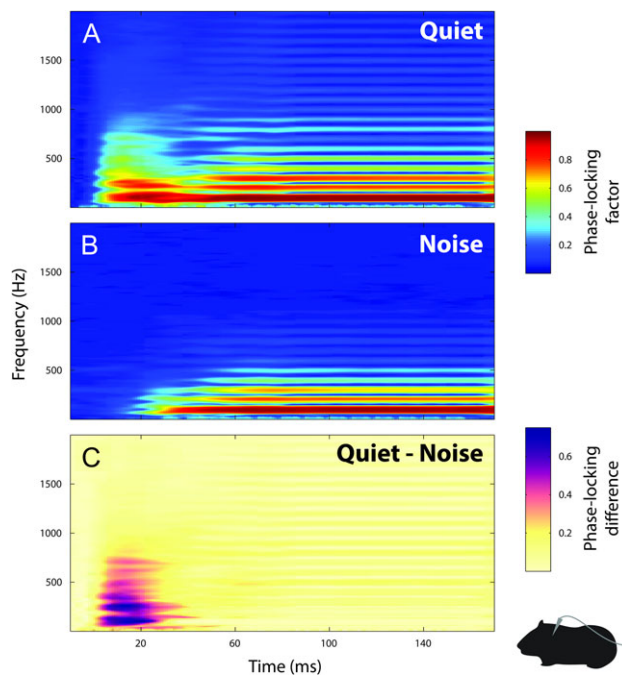 A
Quiet
1500
1000
500
0.8
0.6
0.4
0.2
Phase-locking
factor
B
Noise
1500
1000
500
Frequency (Hz)
C
Quiet - Noise
1500
1000
500
0.6
0.4
0.2
Phase-locking
difference
20
60
100
140
Time (ms)